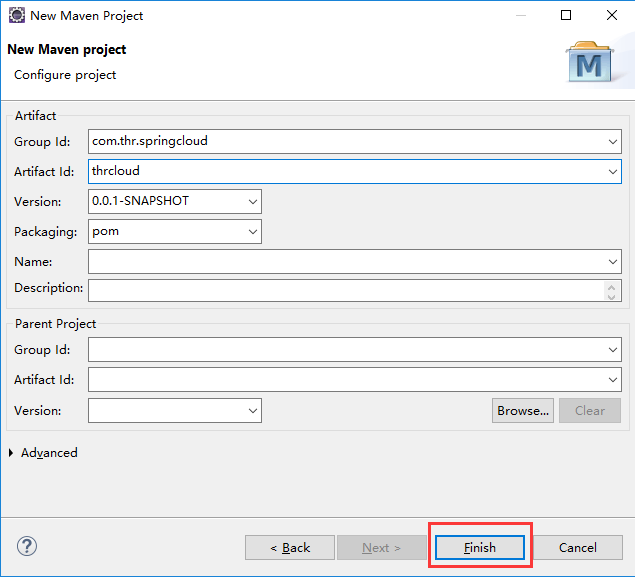 New Maven Project
New Maven project
Configure project
M
Artifact
Group Id: com.thr.springcloud
Artifact Id: thrcloud
Version: 0.0.1-SNAPSHOT
Packaging: pom
Name:
Description:
Parent Project
Group Id:
Artifact Id:
Version: Browse... Clear
Advanced
? < Back Next > Finish Cancel